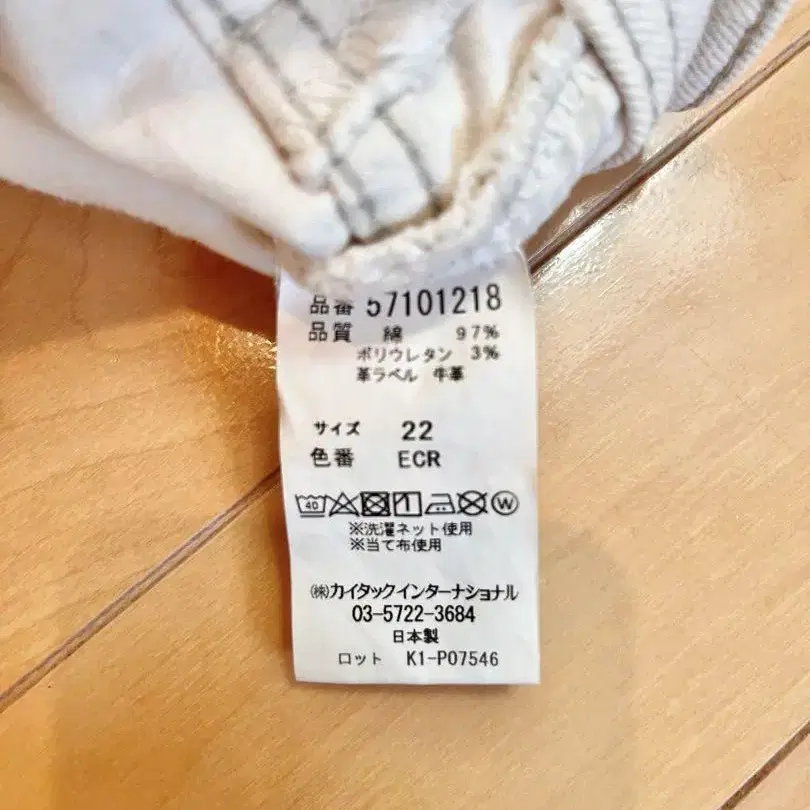 品番 57101218
品質 綿 97%
ポリウレタン 3%
革ラベル 牛革
サイズ 22
色番 ECR
40 W
※洗濯ネット使用
※当て布使用
㈱カイタックインターナショナル
03-5722-3684
日本製
ロット K1-P07546